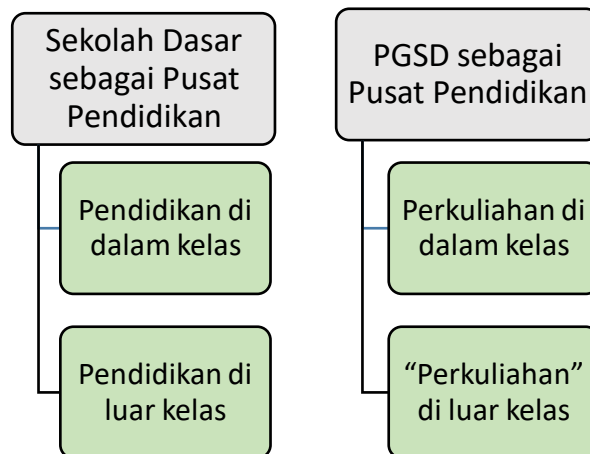 Sekolah Dasar
sebagai Pusat
Pendidikan
Pendidikan di
dalam kelas
Pendidikan di
luar kelas
PGSD sebagai
Pusat Pendidikan
Perkuliahan di
dalam kelas
“Perkuliahan”
di luar kelas